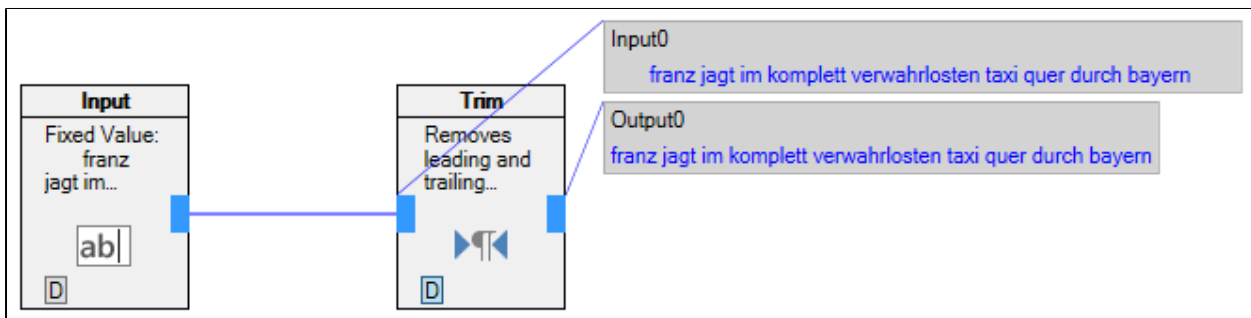 Input
Fixed Value:
franz
jagt im...
ab|
D
Trim
Removes
leading and
trailing...
¶
D
Input0
franz jagt im komplett verwahrlosten taxi quer durch bayern
Output0
franz jagt im komplett verwahrlosten taxi quer durch bayern